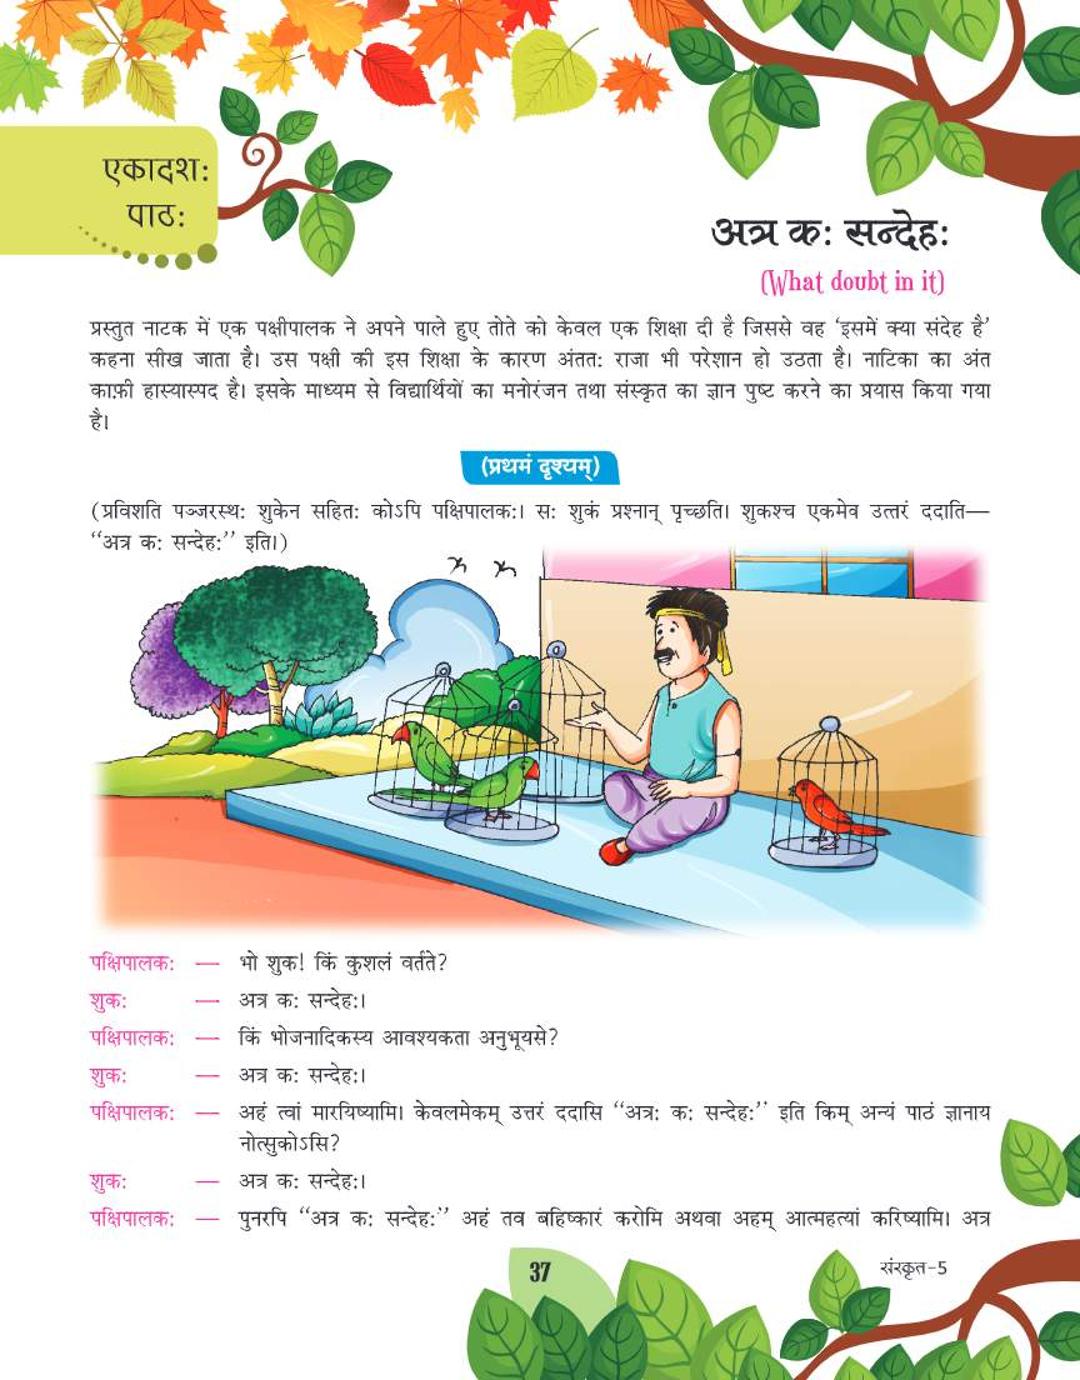 एकादशः
पाठः
अत्र कः सन्देहः
(What doubt in it)
प्रस्तुत नाटक में एक पक्षीपालक ने अपने पाले हुए तोते को केवल एक शिक्षा दी है जिससे वह ‘इसमें क्या संदेह है’
कहना सीख जाता है। उस पक्षी की इस शिक्षा के कारण अंततः राजा भी परेशान हो उठता है। नाटिका का अंत
काफ़ी हास्यास्पद है। इसके माध्यम से विद्यार्थियों का मनोरंजन तथा संस्कृत का ज्ञान पुष्ट करने का प्रयास किया गया
है।
(प्रथमं दृश्यम्)
(प्रविशति पञ्जरस्थः शुकेन सहितः कोऽपि पक्षिपालकः। सः शुकं प्रश्नान् पृच्छति। शुकश्च एकमेव उत्तरं ददाति—
“अत्र कः सन्देहः” इति।)
पक्षिपालकः — भो शुक! किं कुशलं वर्तते?
शुकः — अत्र कः सन्देहः।
पक्षिपालकः — किं भोजनादिकस्य आवश्यकता अनुभूयसे?
शुकः — अत्र कः सन्देहः।
पक्षिपालकः — अहं त्वां मारयिष्यामि। केवलमेकम् उत्तरं ददासि “अत्रः कः सन्देहः” इति किम् अन्यं पाठं ज्ञानाय
नोत्सुकोऽसि?
शुकः — अत्र कः सन्देहः।
पक्षिपालकः — पुनरपि “अत्र कः सन्देहः” अहं तव बहिष्कारं करोमि अथवा अहम् आत्महत्यां करिष्यामि। अत्र
37
संस्कृत-5